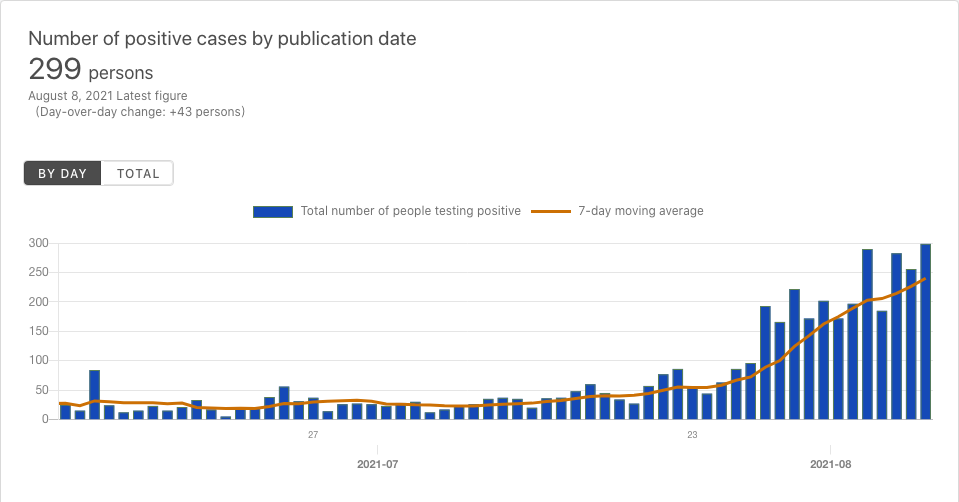 Number of positive cases by publication date
299 persons
August 8, 2021 Latest figure
(Day-over-day change: +43 persons)
BY DAY TOTAL
Total number of people testing positive 7-day moving average
300
250
200
150
100
50
0
27 23
2021-07 2021-08